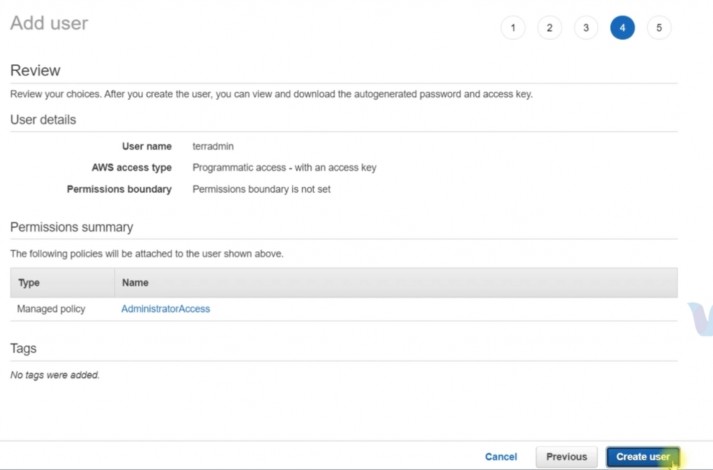 Add user
1 2 3 4 5
Review
Review your choices. After you create the user, you can view and download the autogenerated password and access key.
User details
User name terradmin
AWS access type Programmatic access - with an access key
Permissions boundary Permissions boundary is not set
Permissions summary
The following policies will be attached to the user shown above.
Type Name
Managed policy AdministratorAccess
Tags
No tags were added.
Cancel Previous Create user